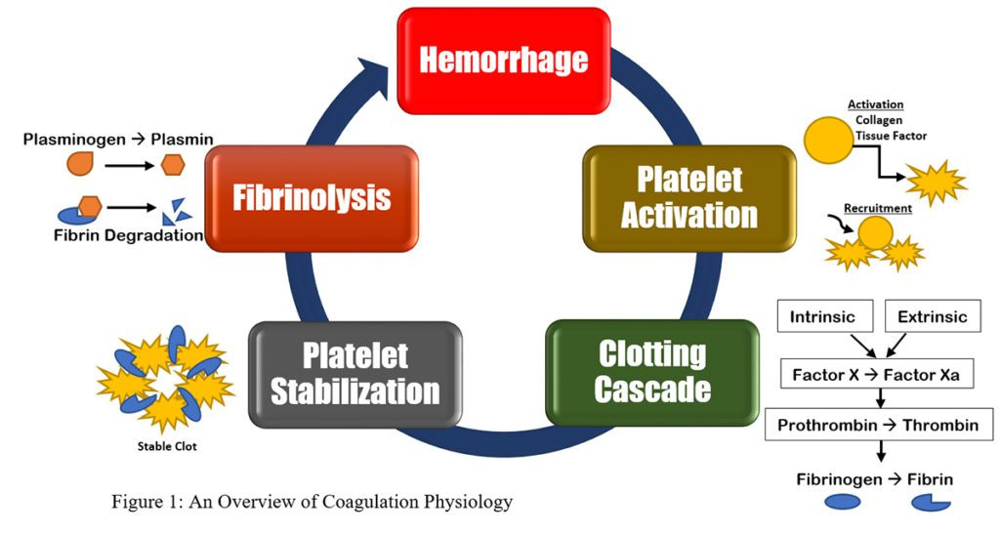 Hemorrhage
Platelet
Activation
Activation
Collagen
Tissue Factor
Recruitment
Clotting
Cascade
Intrinsic
Extrinsic
Factor X → Factor Xa
Prothrombin → Thrombin
Fibrinogen → Fibrin
Platelet
Stabilization
Stable Clot
Fibrinolysis
Plasminogen → Plasmin
Fibrin Degradation
Figure 1: An Overview of Coagulation Physiology